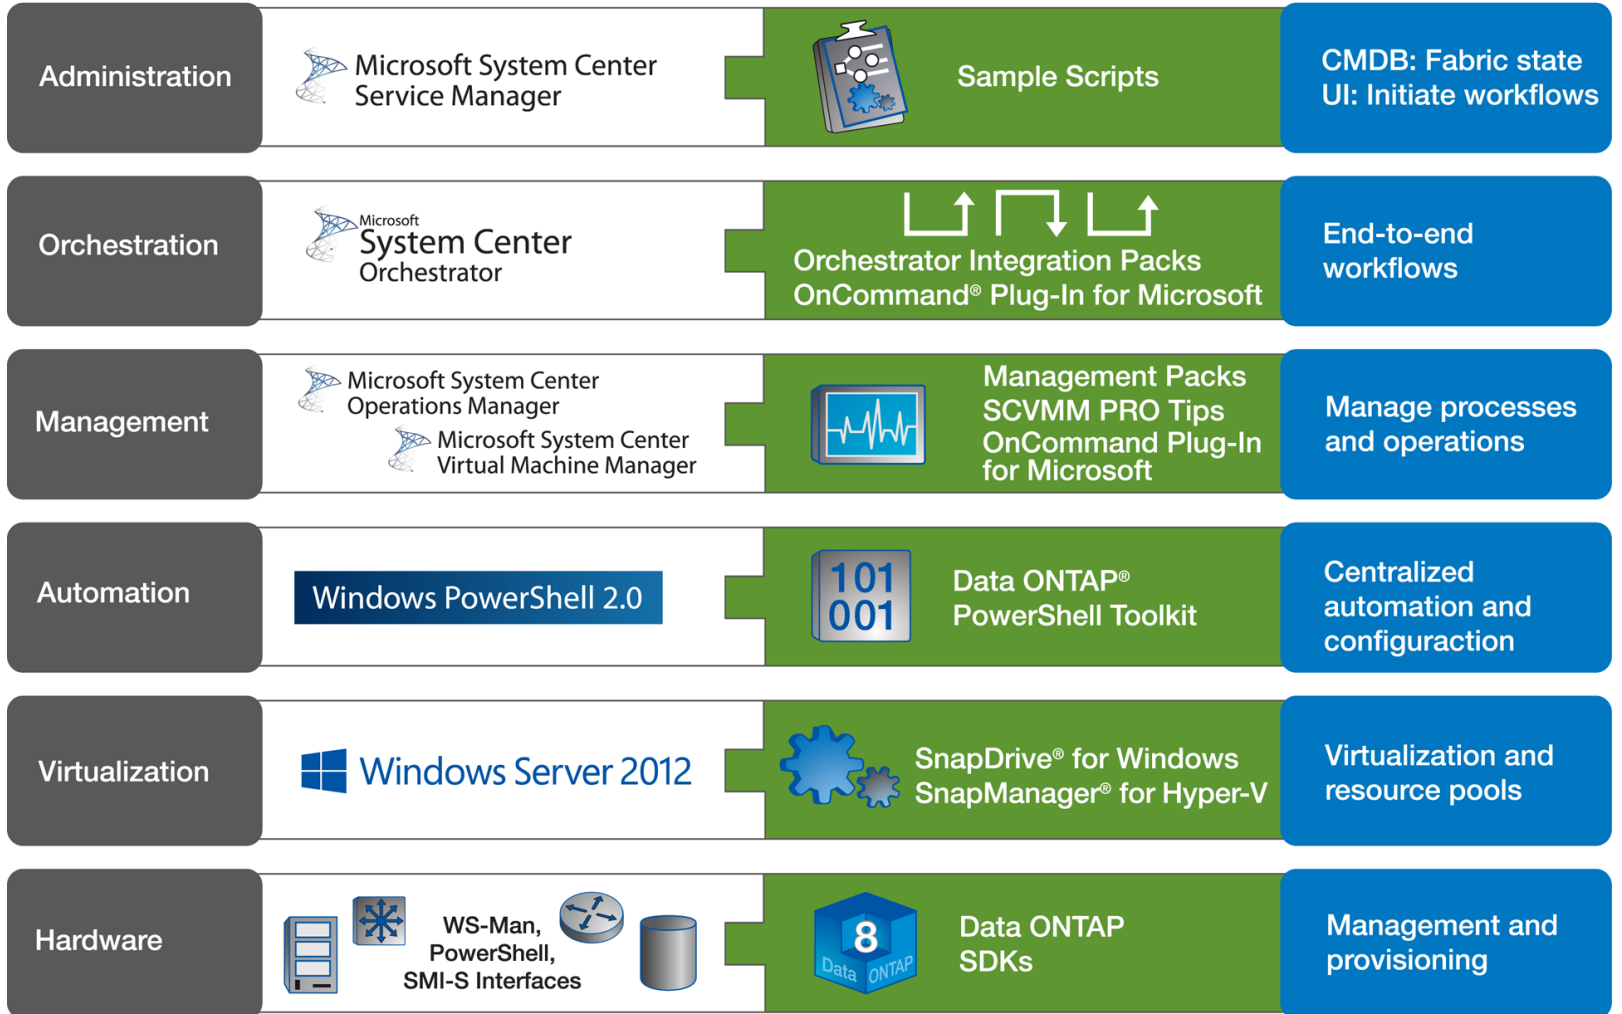 Administration
Microsoft System Center
Service Manager
Sample Scripts
CMDB: Fabric state
UI: Initiate workflows
Orchestration
Microsoft
System Center
Orchestrator
Orchestrator Integration Packs
OnCommand® Plug-In for Microsoft
End-to-end
workflows
Management
Microsoft System Center
Operations Manager
Microsoft System Center
Virtual Machine Manager
Management Packs
SCVMM PRO Tips
OnCommand Plug-In
for Microsoft
Manage processes
and operations
Automation
Windows PowerShell 2.0
101
001
Data ONTAP®
PowerShell Toolkit
Centralized
automation and
configuraction
Virtualization
Windows Server 2012
SnapDrive® for Windows
SnapManager® for Hyper-V
Virtualization and
resource pools
Hardware
WS-Man,
PowerShell,
SMI-S Interfaces
8
Data ONTAP
Data ONTAP
SDKs
Management and
provisioning